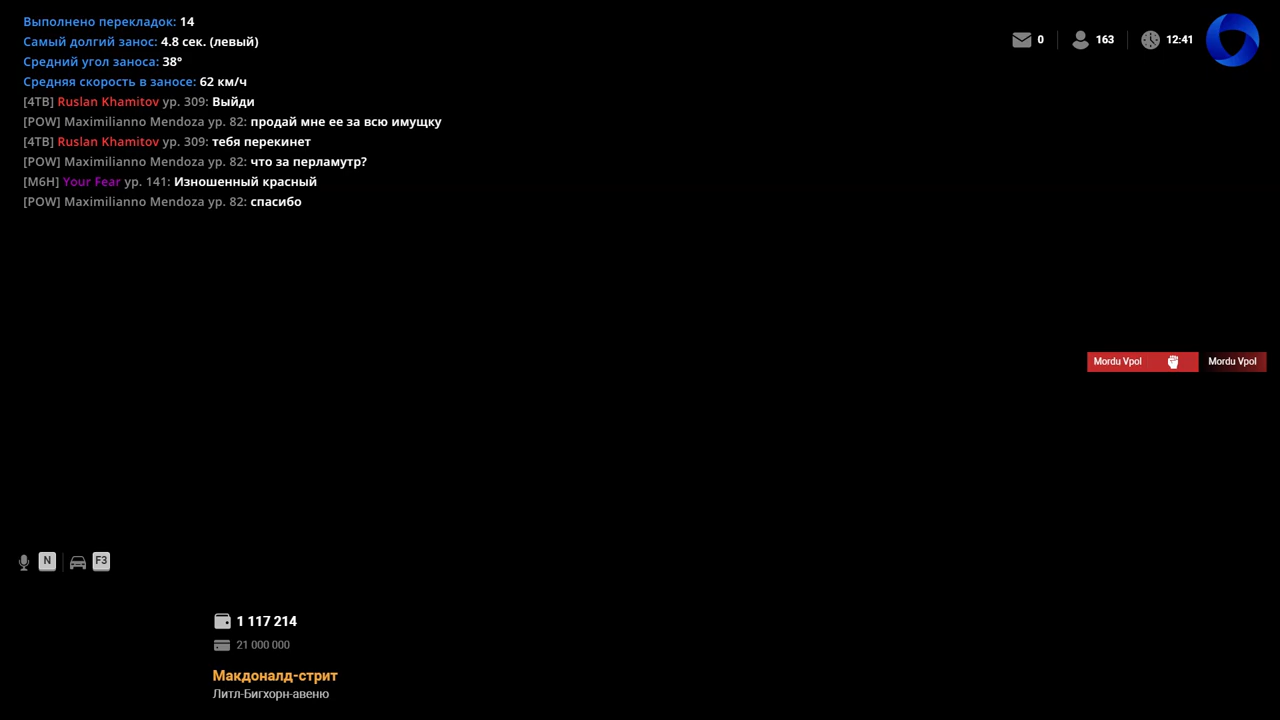 Выполнено перекладок: 14
Самый долгий занос: 4.8 сек. (левый)
Средний угол заноса: 38°
Средняя скорость в заносе: 62 км/ч
[4TB] Ruslan Khamitov ур. 309: Выйди
[POW] Maximilianno Mendoza ур. 82: продай мне ее за всю имущку
[4TB] Ruslan Khamitov ур. 309: тебя перекинет
[POW] Maximilianno Mendoza ур. 82: что за перламутр?
[M6H] Your Fear ур. 141: Изношенный красный
[POW] Maximilianno Mendoza ур. 82: спасибо
0 163 12:41
Mordu Vpol Mordu Vpol
N F3
1 117 214
21 000 000
Макдоналд-стрит
Литл-Бигхорн-авеню